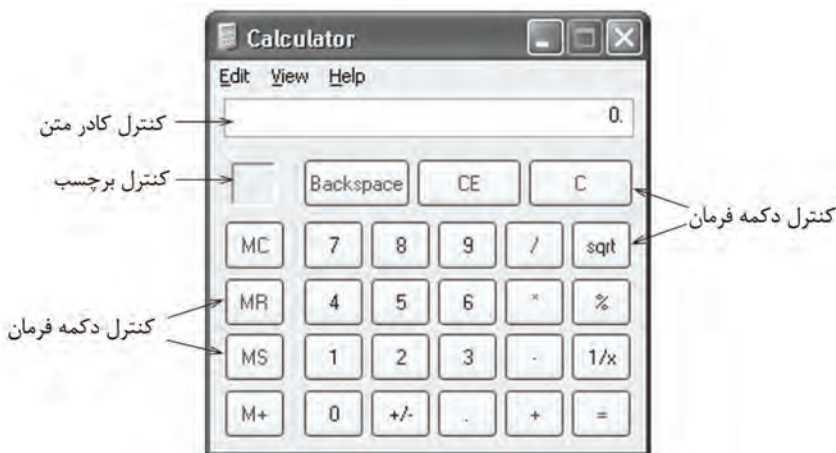 Calculator
Edit View Help
کنترل کادر متن
0.
کنترل برچسب
Backspace CE C
کنترل دکمه فرمان
MC 7 8 9 / sqrt
MR 4 5 6 * %
کنترل دکمه فرمان
MS 1 2 3 - 1/x
M+ 0 +/- . + =